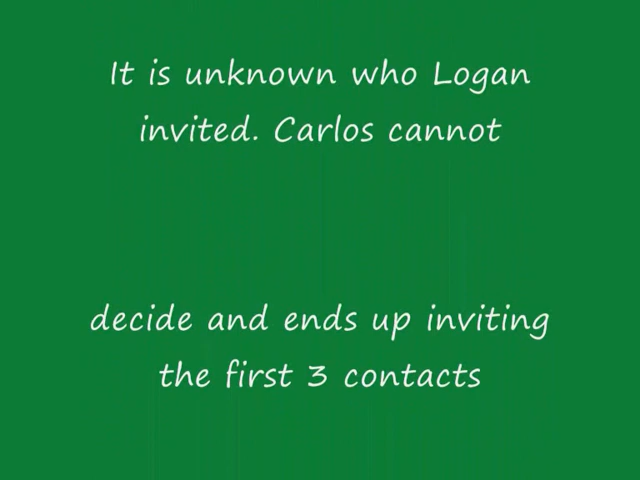 It is unknown who Logan
invited. Carlos cannot
decide and ends up inviting
the first 3 contacts